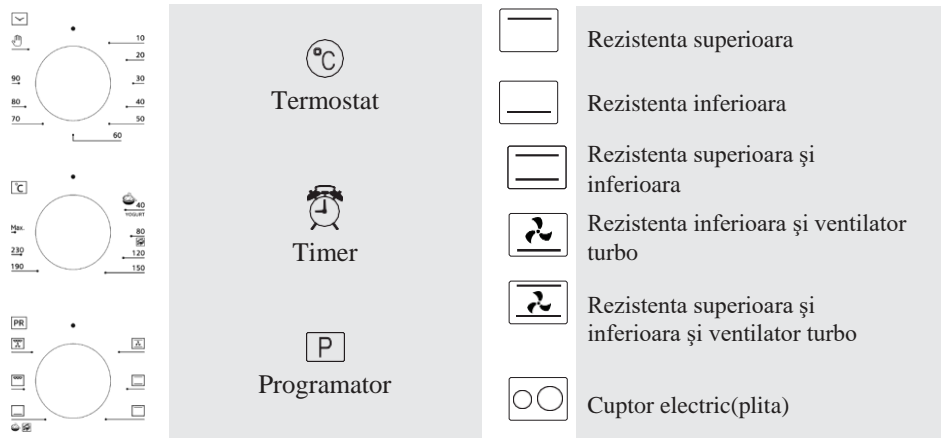 10
20
90
30
80
40
70
50
60
°C
Termostat
Rezistenta superioara
Rezistenta inferioara
Rezistenta superioara şi
inferioara
°C
40
YOGURT
Max.
80
230
120
190
150
Timer
Rezistenta inferioara şi ventilator
turbo
Rezistenta superioara şi
inferioara şi ventilator turbo
PR
P
Programator
Cuptor electric(plita)